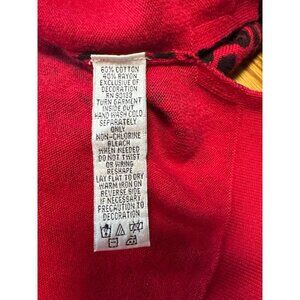 60% COTTON
40% RAYON
EXCLUSIVE OF
DECORATION
RN 90193
TURN GARMENT
INSIDE OUT
HAND WASH COLD
SEPARATELY
ONLY
NON-CHLORINE
BLEACH
WHEN NEEDED
DO NOT TWIST
OR WRING
RESHAPE
LAY FLAT TO DRY
WARM IRON ON
REVERSE SIDE
IF NECESSARY
PRECAUTION TO
DECORATION